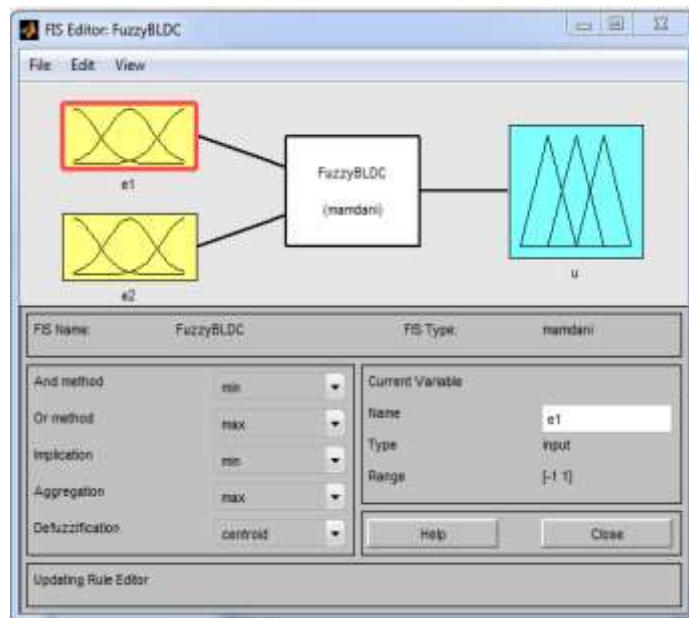 FIS Editor: FuzzyBLDC
File Edit View
e1
FuzzyBLDC
(mamdani)
e2
u
FIS Name: FuzzyBLDC FIS Type: mamdani
And method min
Or method max
Implication min
Aggregation max
Defuzzification centroid
Current Variable
Name e1
Type input
Range [-1 1]
Help Close
Updating Rule Editor